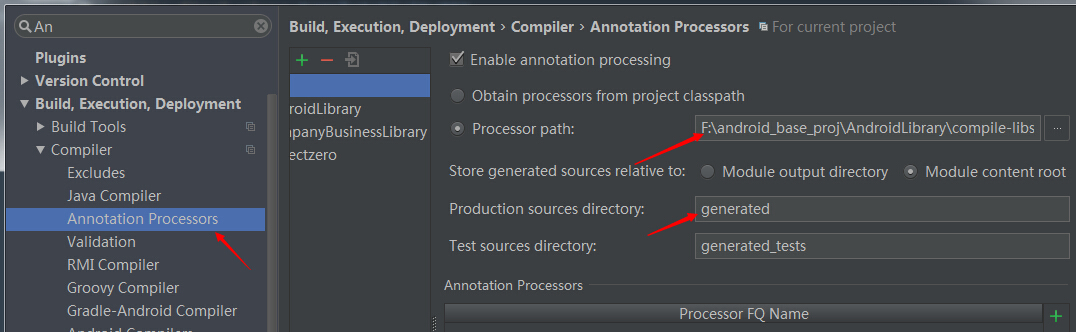 An
Plugins
Version Control
Build, Execution, Deployment
Build Tools
Compiler
Excludes
Java Compiler
Annotation Processors
Validation
RMI Compiler
Groovy Compiler
Gradle-Android Compiler
Android Compilers
Build, Execution, Deployment › Compiler › Annotation Processors For current project
roidLibrary
mpanyBusinessLibrary
ectzero
Enable annotation processing
Obtain processors from project classpath
Processor path: F:\android_base_proj\AndroidLibrary\compile-libs ...
Store generated sources relative to: Module output directory Module content root
Production sources directory: generated
Test sources directory: generated_tests
Annotation Processors
Processor FQ Name